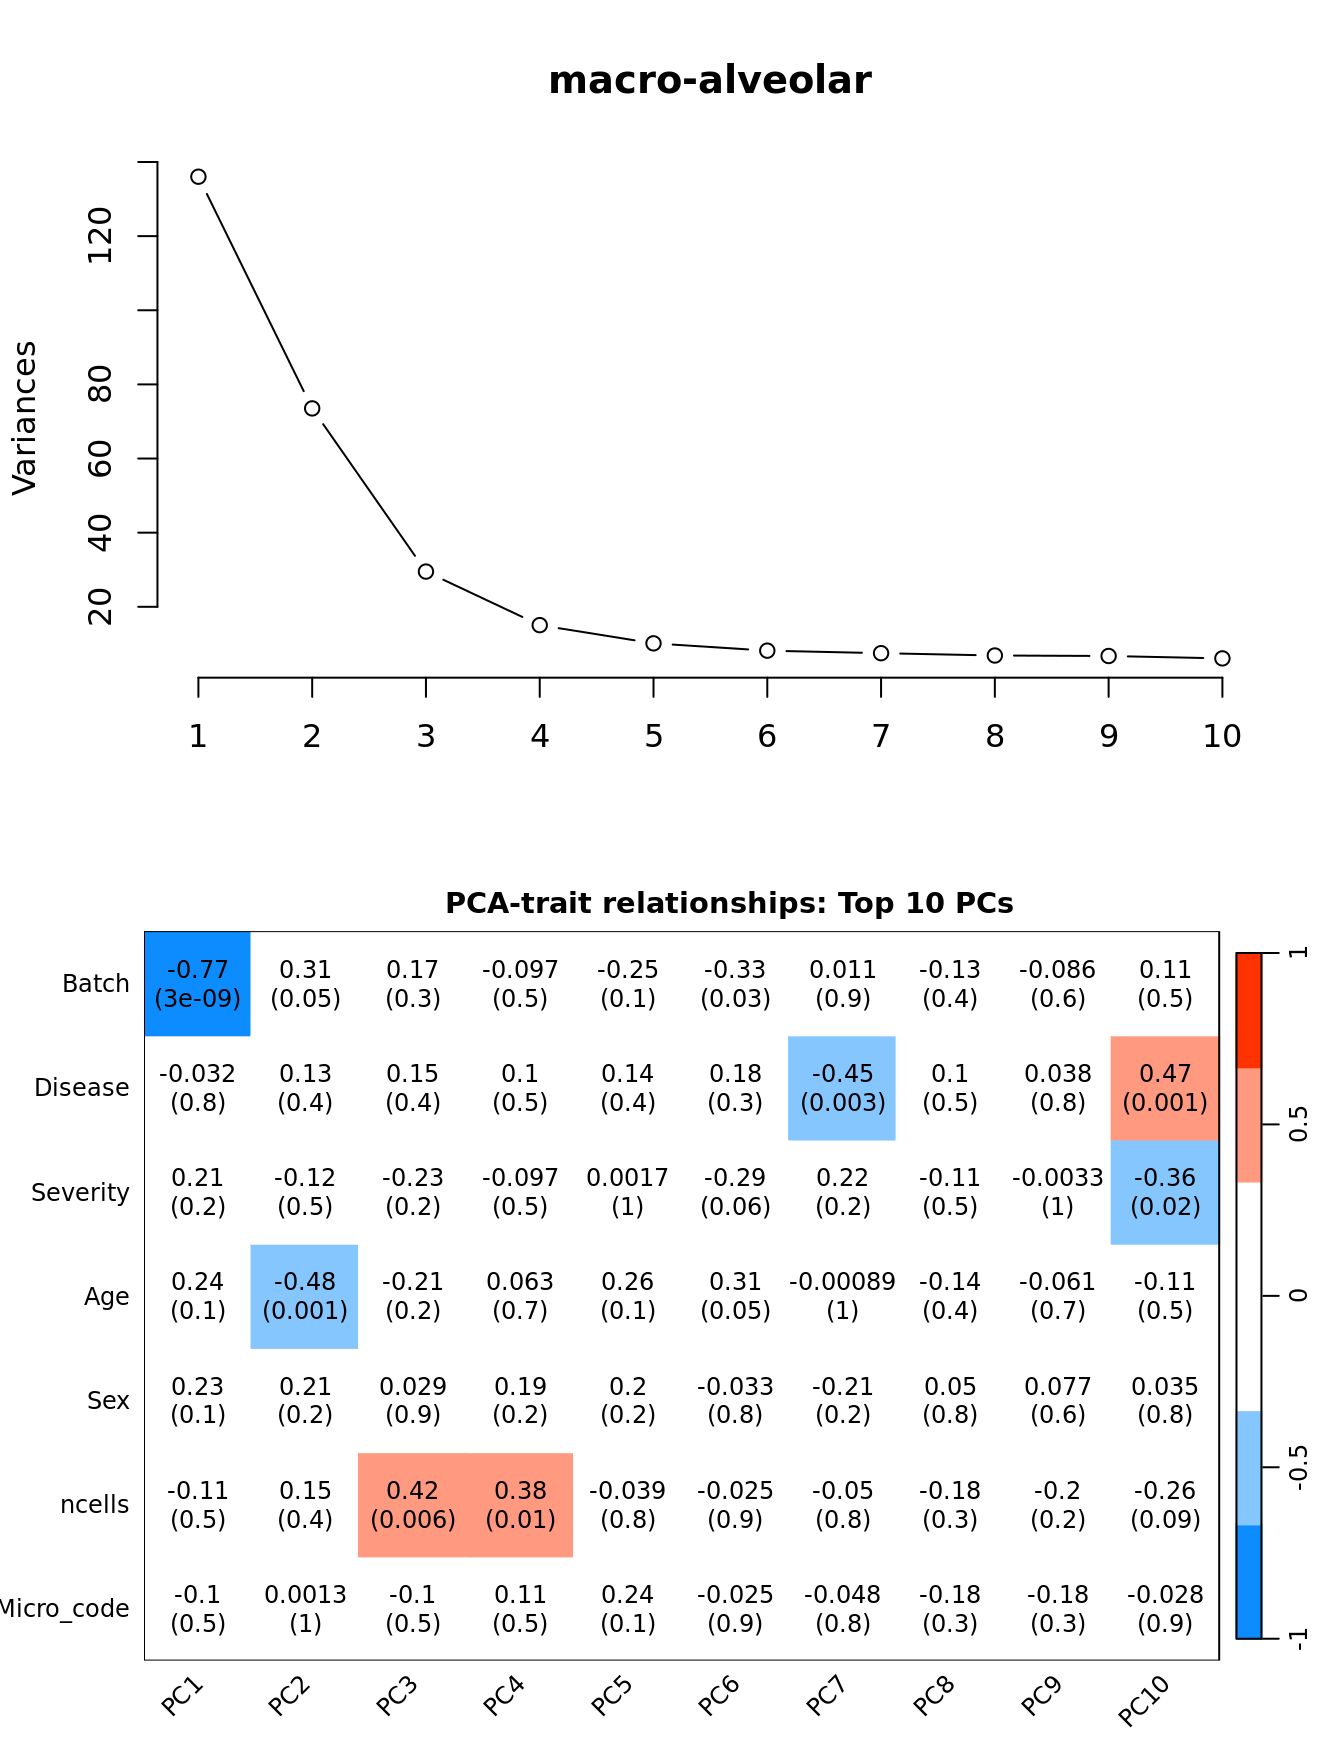 macro-alveolar
Variances
120
80
60
40
20
1 2 3 4 5 6 7 8 9 10
PCA-trait relationships: Top 10 PCs
Batch -0.77 0.31 0.17 -0.097 -0.25 -0.33 0.011 -0.13 -0.086 0.11
(3e-09) (0.05) (0.3) (0.5) (0.1) (0.03) (0.9) (0.4) (0.6) (0.5)
Disease -0.032 0.13 0.15 0.1 0.14 0.18 -0.45 0.1 0.038 0.47
(0.8) (0.4) (0.4) (0.5) (0.4) (0.3) (0.003) (0.5) (0.8) (0.001)
Severity 0.21 -0.12 -0.23 -0.097 0.0017 -0.29 0.22 -0.11 -0.0033 -0.36
(0.2) (0.5) (0.2) (0.5) (1) (0.06) (0.2) (0.5) (1) (0.02)
Age 0.24 -0.48 -0.21 0.063 0.26 0.31 -0.00089 -0.14 -0.061 -0.11
(0.1) (0.001) (0.2) (0.7) (0.1) (0.05) (1) (0.4) (0.7) (0.5)
Sex 0.23 0.21 0.029 0.19 0.2 -0.033 -0.21 0.05 0.077 0.035
(0.1) (0.2) (0.9) (0.2) (0.2) (0.8) (0.2) (0.8) (0.6) (0.8)
ncells -0.11 0.15 0.42 0.38 -0.039 -0.025 -0.05 -0.18 -0.2 -0.26
(0.5) (0.4) (0.006) (0.01) (0.8) (0.9) (0.8) (0.3) (0.2) (0.09)
Micro_code -0.1 0.0013 -0.1 0.11 0.24 -0.025 -0.048 -0.18 -0.18 -0.028
(0.5) (1) (0.5) (0.5) (0.1) (0.9) (0.8) (0.3) (0.3) (0.9)
PC1 PC2 PC3 PC4 PC5 PC6 PC7 PC8 PC9 PC10
1
0.5
0
-0.5
-1